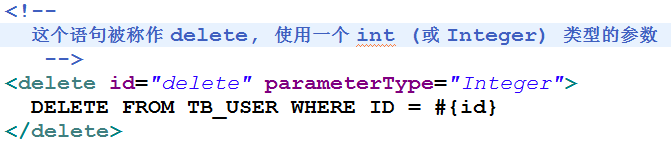 <!--
这个语句被称作 delete, 使用一个 int (或 Integer) 类型的参数
-->
<delete id="delete" parameterType="Integer">
DELETE FROM TB_USER WHERE ID = #{id}
</delete>